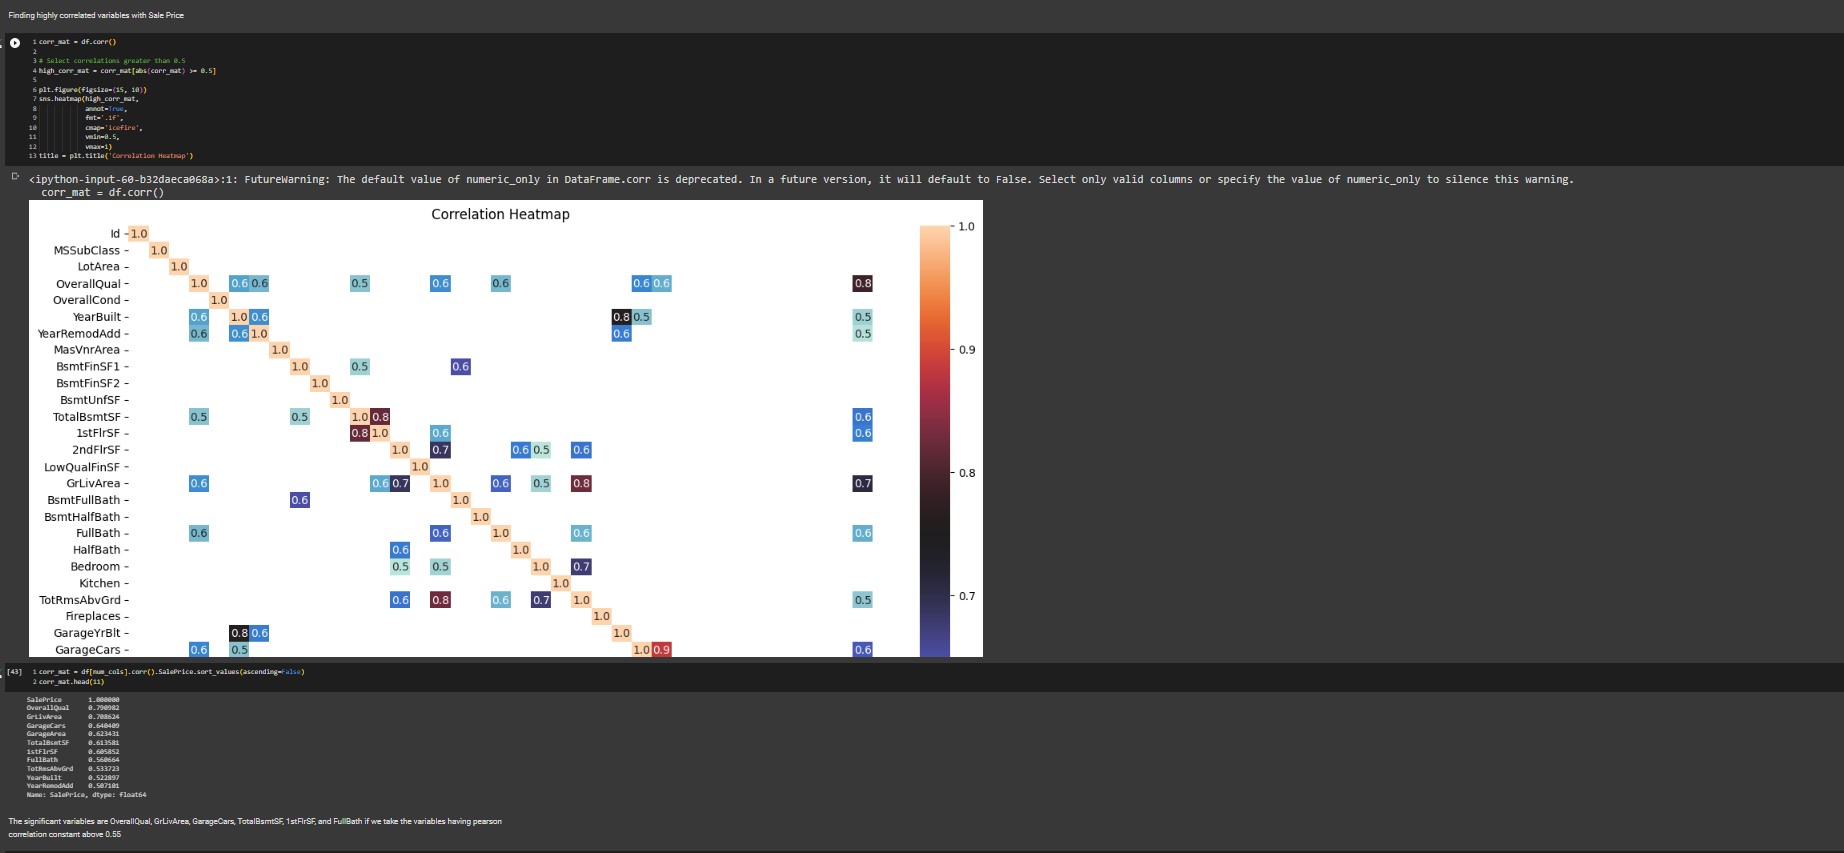 Finding highly correlated variables with Sale Price
1 corr_mat = df.corr()
2
3 # Select correlations greater than 0.5
4 high_corr_mat = corr_mat[abs(corr_mat) >= 0.5]
5
6 plt.figure(figsize=(15, 10))
7 sns.heatmap(high_corr_mat,
8 annot=True,
9 fmt='.1f',
10 cmap='icefire',
11 vmin=0.5,
12 vmax=1)
13 title = plt.title('Correlation Heatmap')
<ipython-input-60-b32daeca068a>:1: FutureWarning: The default value of numeric_only in DataFrame.corr is deprecated. In a future version, it will default to False. Select only valid columns or specify the value of numeric_only to silence this warning.
corr_mat = df.corr()
Correlation Heatmap
Id 1.0 1.0
MSSubClass 1.0
LotArea 1.0
OverallQual 1.0 0.6 0.6 0.5 0.6 0.6 0.6 0.6 0.8
OverallCond 1.0
YearBuilt 0.6 1.0 0.6 0.8 0.5 0.5
YearRemodAdd 0.6 0.6 1.0 0.6 0.5
MasVnrArea 1.0 0.9
BsmtFinSF1 1.0 0.5 0.6
BsmtFinSF2 1.0
BsmtUnfSF 1.0
TotalBsmtSF 0.5 0.5 1.0 0.8 0.6
1stFlrSF 0.8 1.0 0.6 0.6
2ndFlrSF 1.0 0.7 0.6 0.5 0.6
LowQualFinSF 1.0 0.8
GrLivArea 0.6 0.6 0.7 1.0 0.6 0.5 0.8 0.7
BsmtFullBath 0.6 1.0
BsmtHalfBath 1.0
FullBath 0.6 0.6 1.0 0.6 0.6
HalfBath 0.6 1.0
Bedroom 0.5 0.5 1.0 0.7
Kitchen 1.0
TotRmsAbvGrd 0.6 0.8 0.6 0.7 1.0 0.5 0.7
Fireplaces 1.0
GarageYrBlt 0.8 0.6 1.0
GarageCars 0.6 0.5 1.0 0.9 0.6
[43] 1 corr_mat = df[num_cols].corr().SalePrice.sort_values(ascending=False)
2 corr_mat.head(11)
SalePrice 1.000000
OverallQual 0.790982
GrLivArea 0.708624
GarageCars 0.640409
GarageArea 0.623431
TotalBsmtSF 0.613581
1stFlrSF 0.605852
FullBath 0.560664
TotRmsAbvGrd 0.533723
YearBuilt 0.522897
YearRemodAdd 0.507101
Name: SalePrice, dtype: float64
The significant variables are OverallQual, GrLivArea, GarageCars, TotalBsmtSF, 1stFlrSF, and FullBath if we take the variables having pearson
correlation constant above 0.55